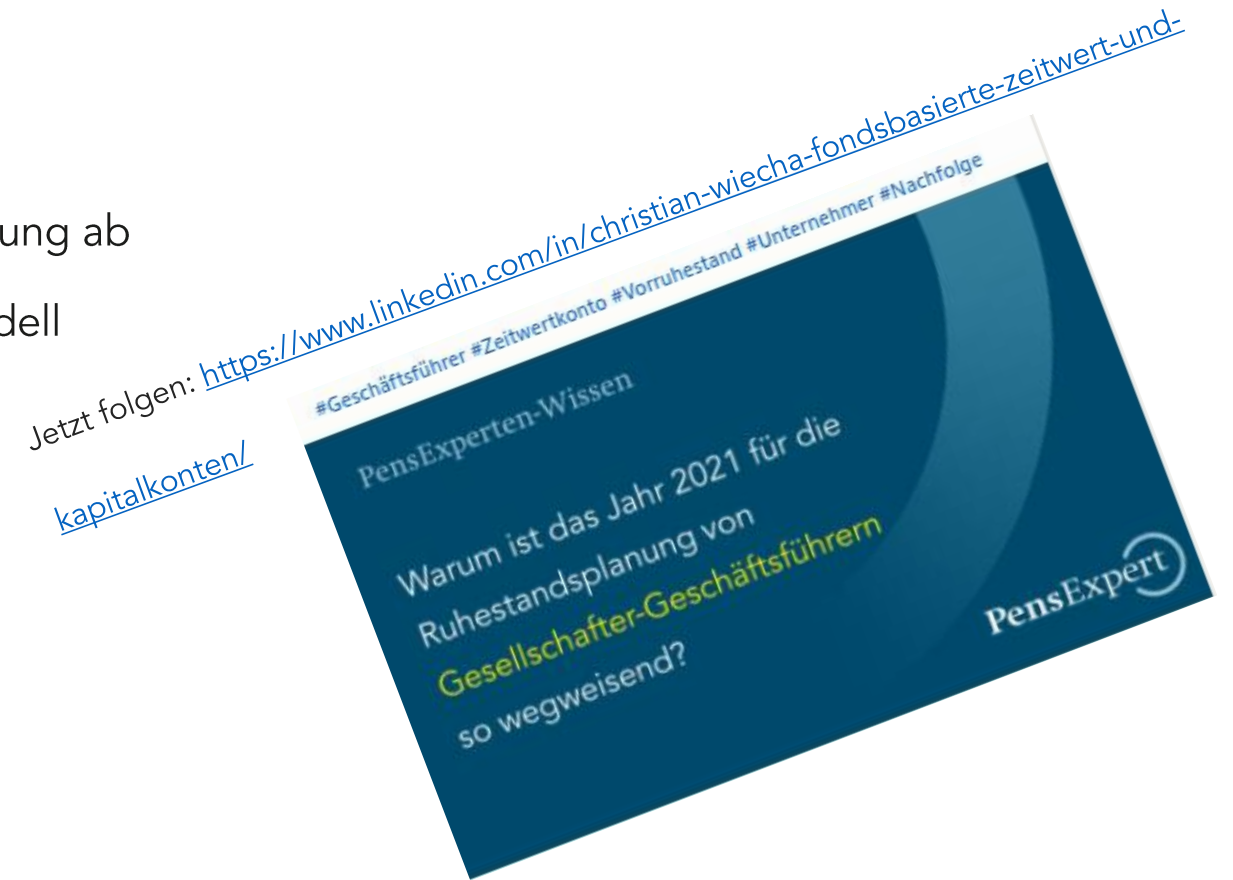 ung ab
dell
Jetzt folgen: https://www.linkedin.com/in/christian-wiecha-fondsbasierte-zeitwert-und-
kapitalkonten/
#Geschäftsführer #Zeitwertkonto #Vorruhestand #Unternehmer #Nachfolge
PensExperten-Wissen
Warum ist das Jahr 2021 für die
Ruhestandsplanung von
Gesellschafter-Geschäftsführern
so wegweisend?
PensExpert